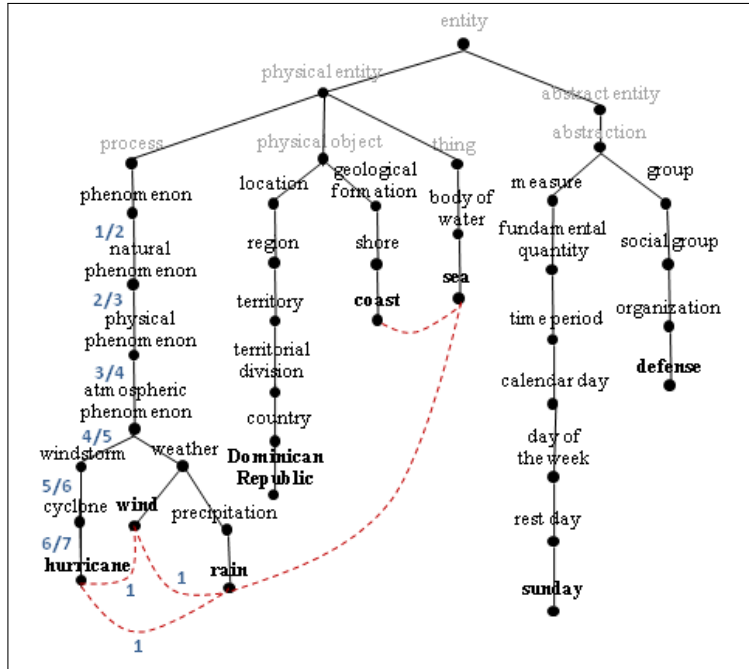 entity
physical entity
abstract entity
process
physical object
thing
abstraction
geological
formation
group
phenomenon
location
body of
water
measure
1/2
natural
phenomenon
region
shore
fundamental
quantity
social group
2/3
physical
phenomenon
territory
coast
sea
time period
organization
3/4
atmospheric
phenomenon
territorial
division
calendar day
defense
4/5
windstorm
weather
country
day of
the week
5/6
cyclone
wind
precipitation
Dominican
Republic
rest day
6/7
hurricane
1
1
rain
sunday
1